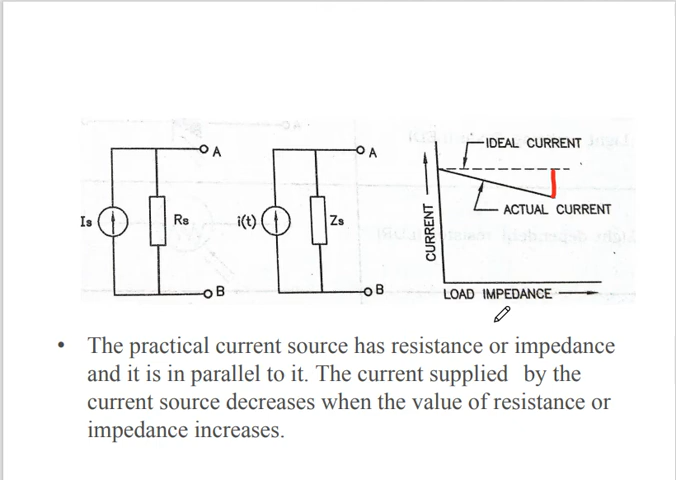 Is
Rs
A
B
i(t)
Zs
A
B
IDEAL CURRENT
ACTUAL CURRENT
CURRENT
LOAD IMPEDANCE
• The practical current source has resistance or impedance
and it is in parallel to it. The current supplied by the
current source decreases when the value of resistance or
impedance increases.